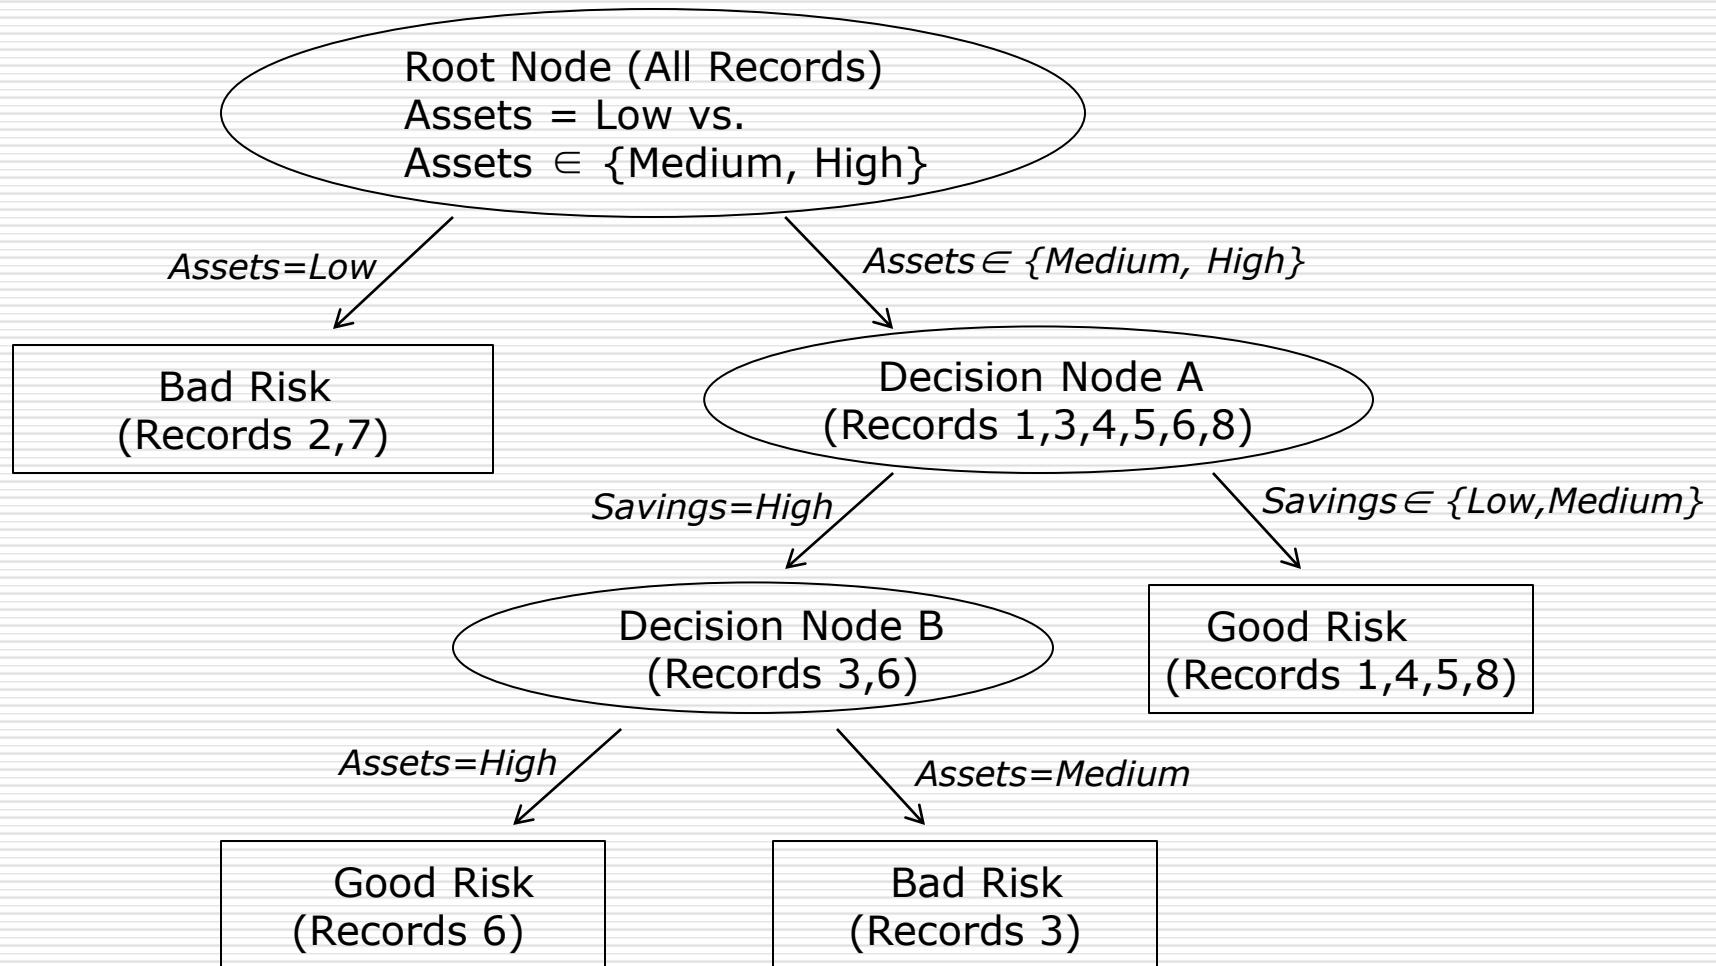 Root Node (All Records)
Assets = Low vs.
Assets ∈ {Medium, High}
Assets=Low
Assets∈ {Medium, High}
Bad Risk
(Records 2,7)
Decision Node A
(Records 1,3,4,5,6,8)
Savings=High
Savings∈ {Low,Medium}
Decision Node B
(Records 3,6)
Good Risk
(Records 1,4,5,8)
Assets=High
Assets=Medium
Good Risk
(Records 6)
Bad Risk
(Records 3)